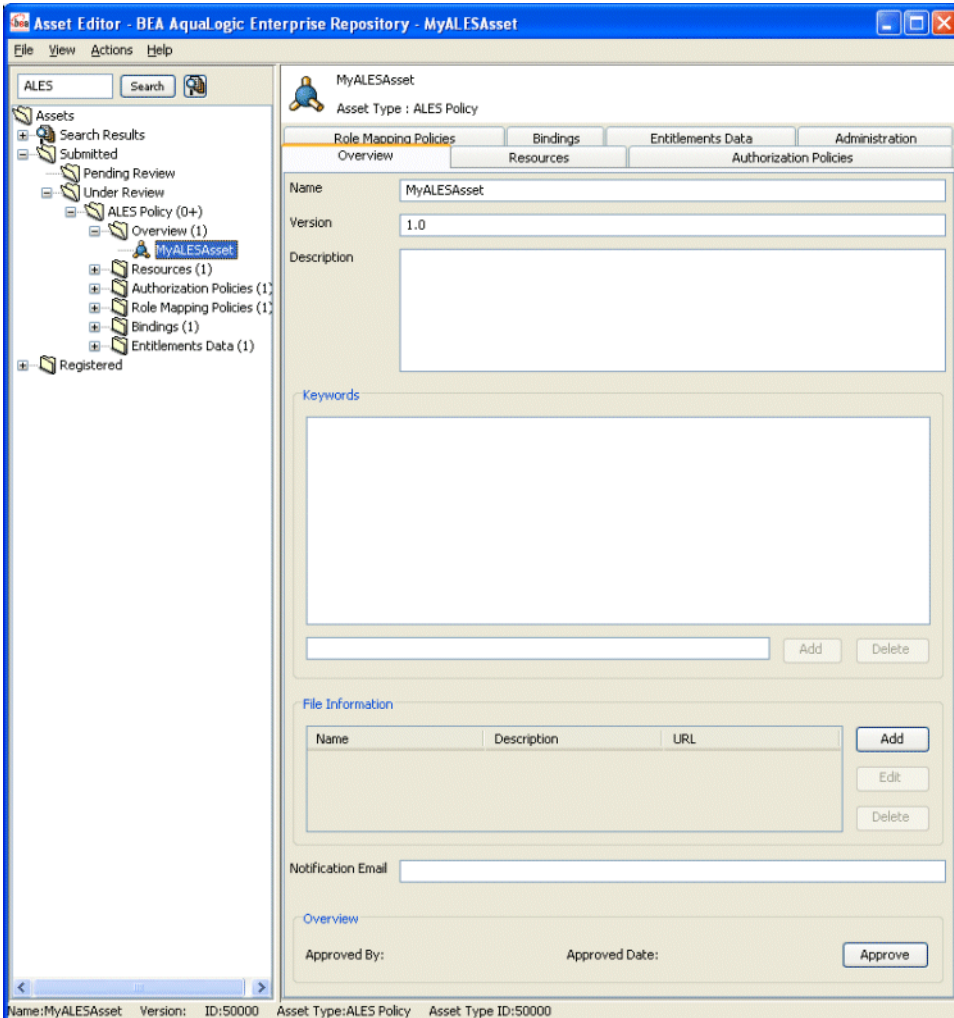 bea Asset Editor - BEA AquaLogic Enterprise Repository - MyALESAsset
File View Actions Help
ALES Search
Assets
Search Results
Submitted
Pending Review
Under Review
ALES Policy (0+)
Overview (1)
MyALESAsset
Resources (1)
Authorization Policies (1)
Role Mapping Policies (1)
Bindings (1)
Entitlements Data (1)
Registered
MyALESAsset
Asset Type : ALES Policy
Role Mapping Policies Bindings Entitlements Data Administration
Overview Resources Authorization Policies
Name MyALESAsset
Version 1.0
Description
Keywords
Add Delete
File Information
Name Description URL
Add
Edit
Delete
Notification Email
Overview
Approved By: Approved Date: Approve
Name:MyALESAsset Version: ID:50000 Asset Type:ALES Policy Asset Type ID:50000